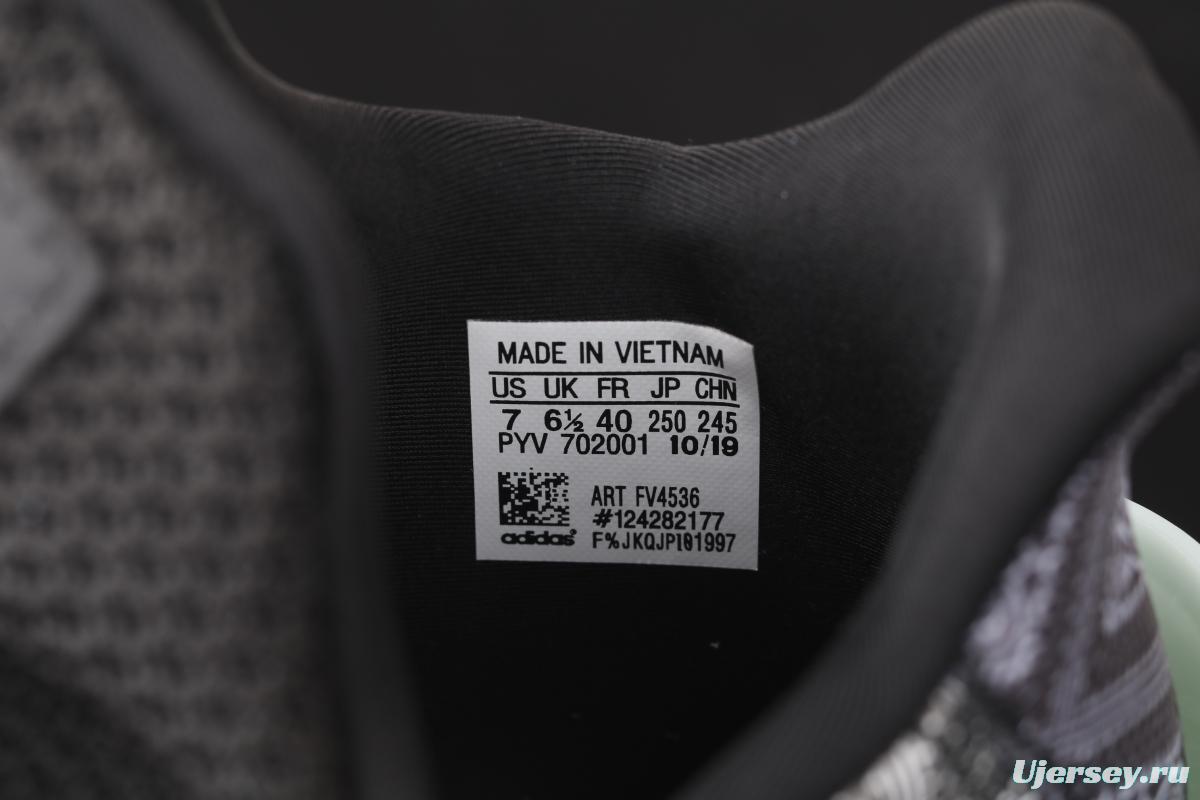 MADE IN VIETNAM
US UK FR JP CHN
7 6½ 40 250 245
PYV 702001 10/19
ART FV4536
#124282177
F%JKQJPl01997
adidas®
Ujersey.ru